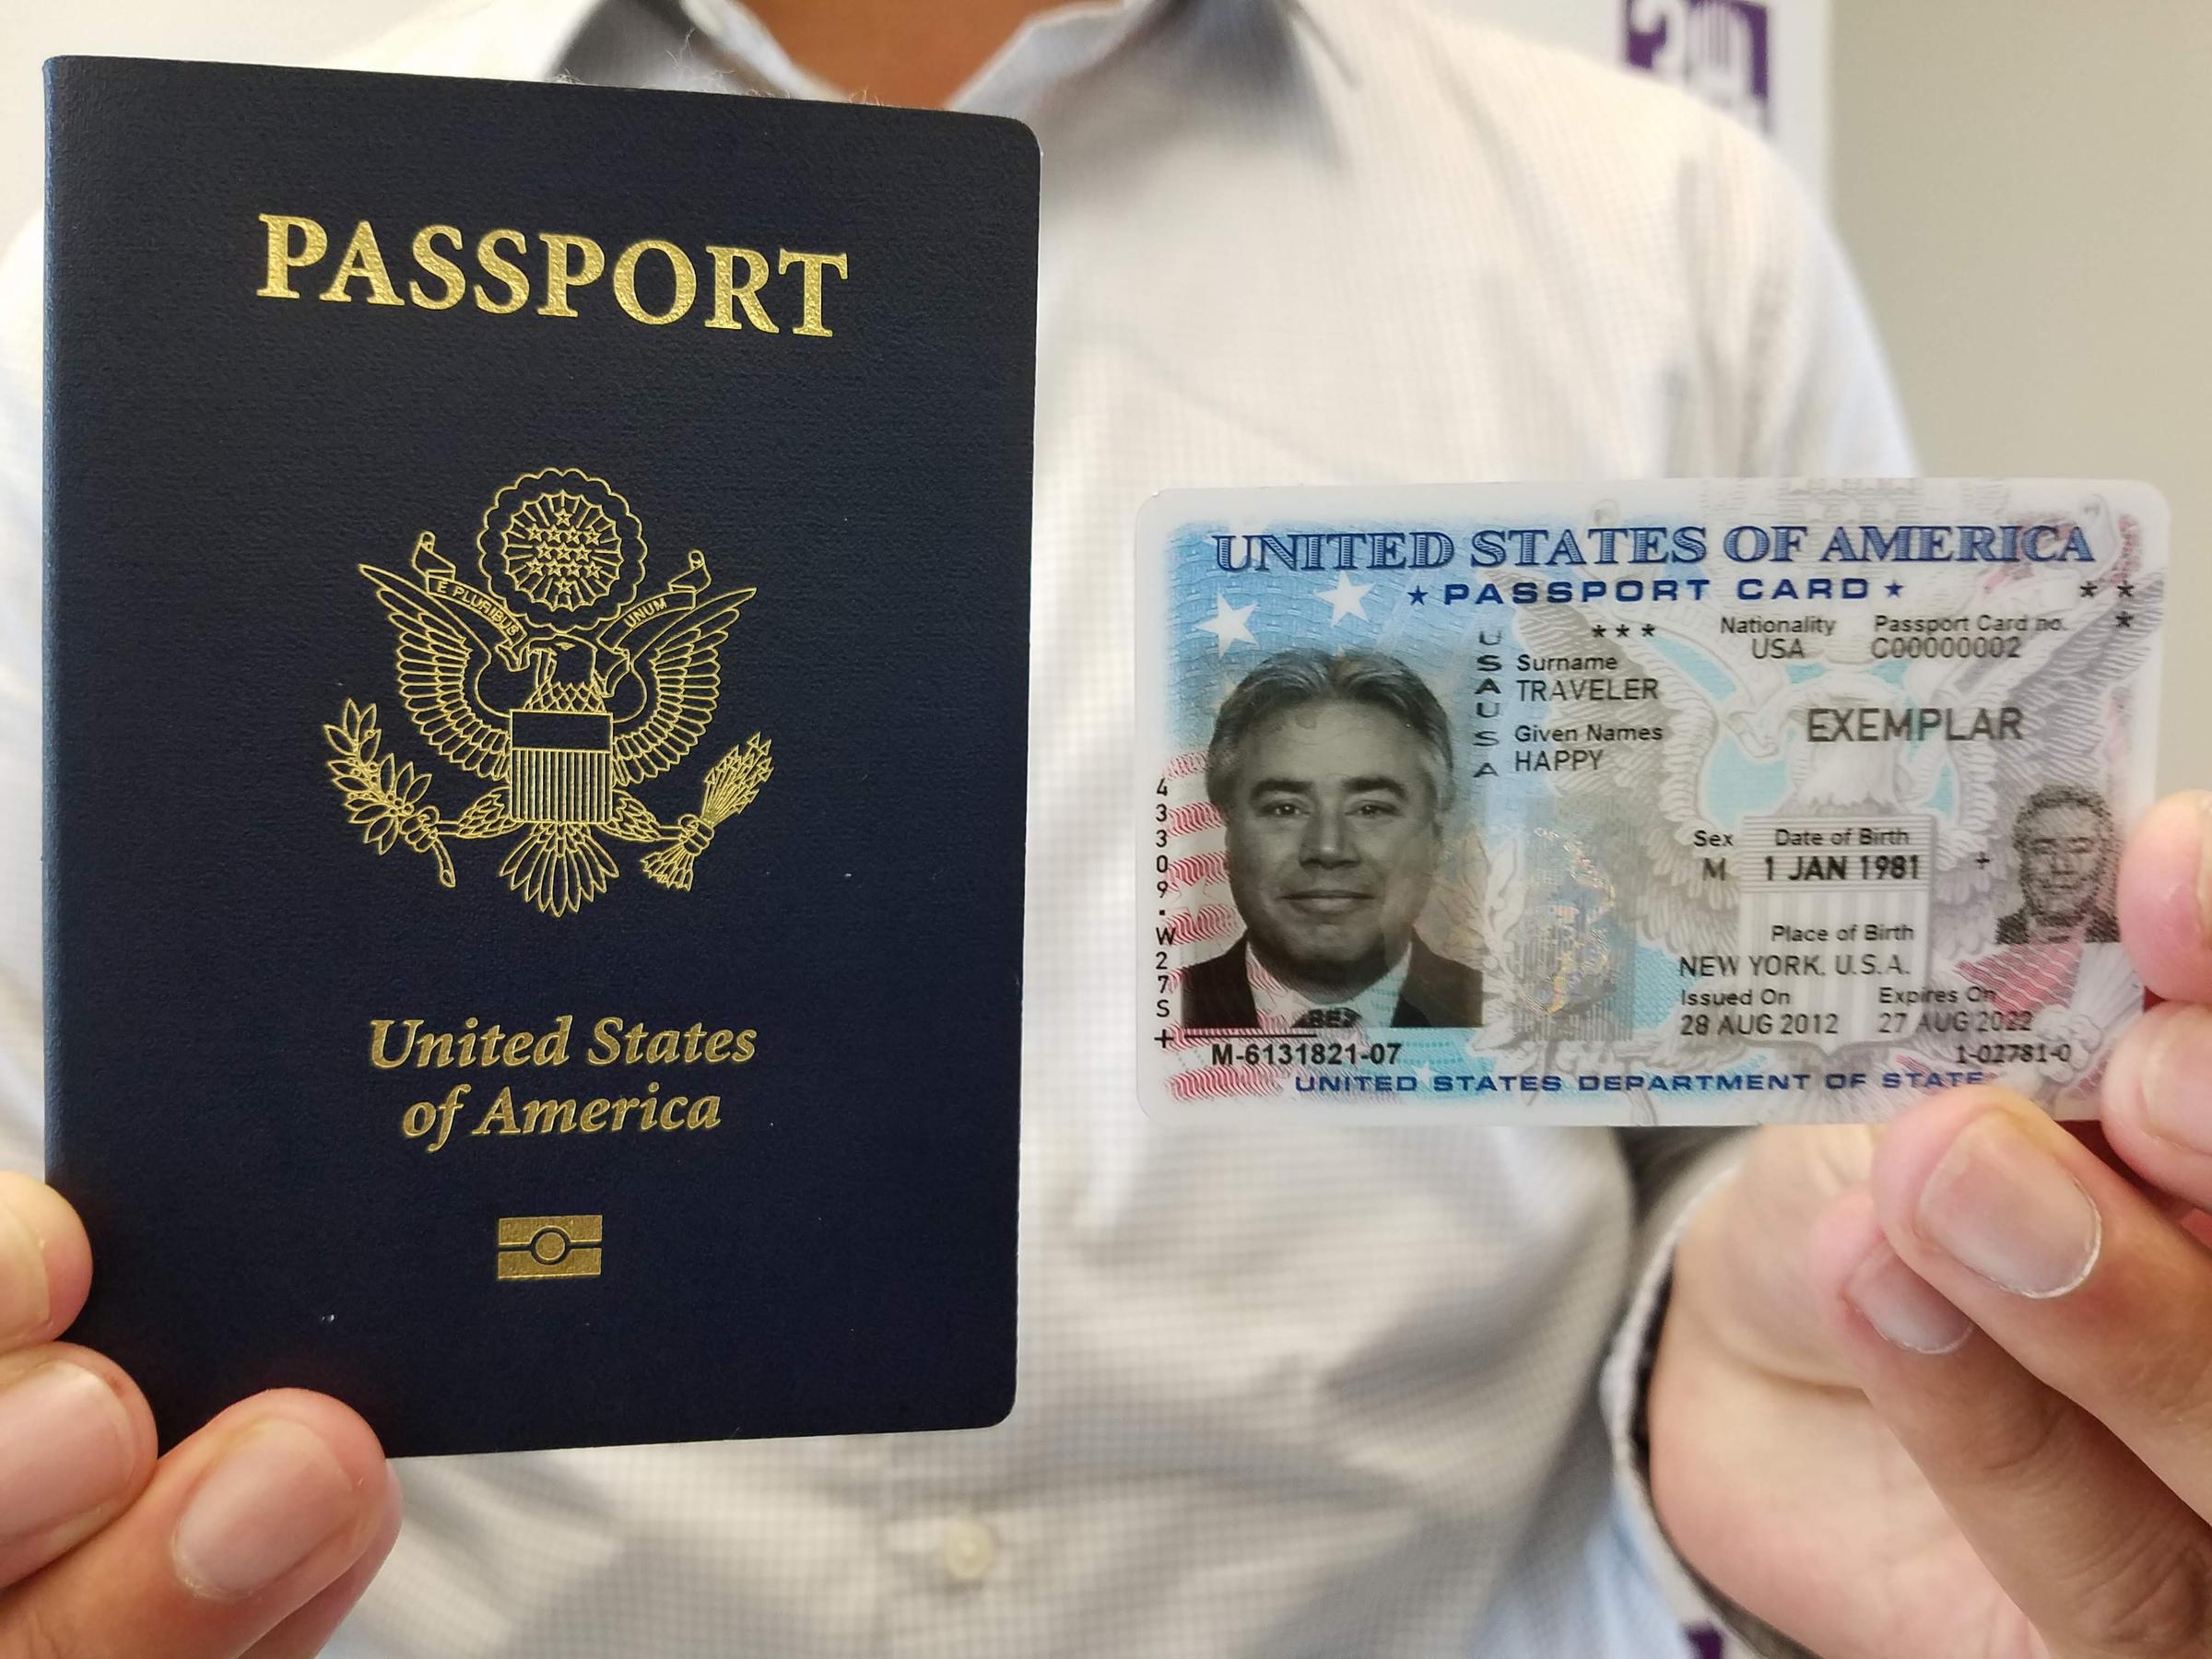 PASSPORT
E PLURIBUS UNUM
United States
of America
UNITED STATES OF AMERICA
★ PASSPORT CARD ★
* *
*
* * *
Nationality
USA
Passport Card no.
C00000002
USAUSA
Surname
TRAVELER
Given Names
HAPPY
EXEMPLAR
Sex
M
Date of Birth
1 JAN 1981
+
Place of Birth
NEW YORK, U.S.A.
Issued On
28 AUG 2012
Expires On
27 AUG 2022
43309·W27S+
M-6131821-07
1-02781-0
UNITED STATES DEPARTMENT OF STATE